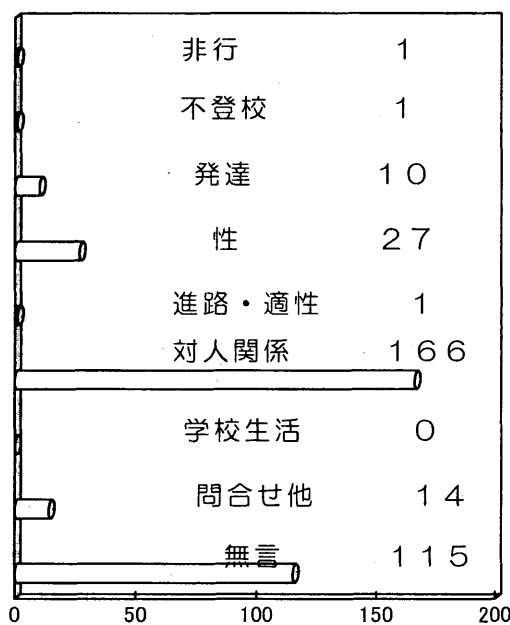 非行 1
不登校 1
発達 10
性 27
進路・適性 1
対人関係 166
学校生活 0
問合せ他 14
無言 115
0 50 100 150 200